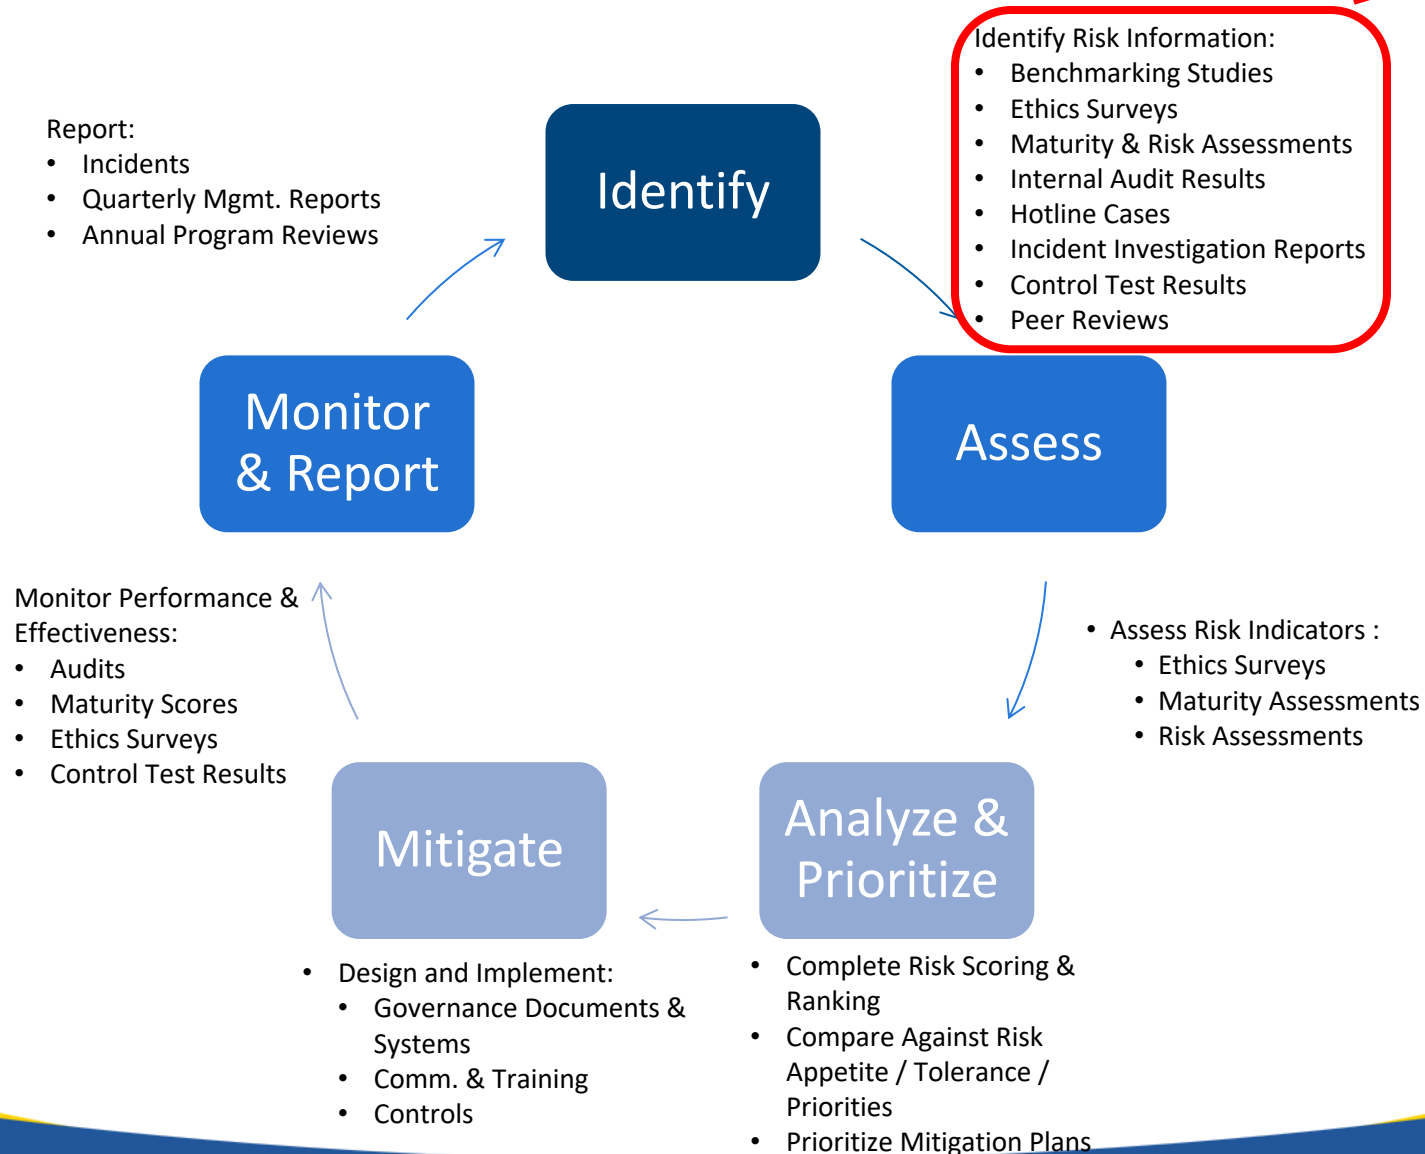 Identify Risk Information:
• Benchmarking Studies
• Ethics Surveys
• Maturity & Risk Assessments
• Internal Audit Results
• Hotline Cases
• Incident Investigation Reports
• Control Test Results
• Peer Reviews
Report:
• Incidents
• Quarterly Mgmt. Reports
• Annual Program Reviews
Identify
Monitor
& Report
Assess
Monitor Performance &
Effectiveness:
• Audits
• Maturity Scores
• Ethics Surveys
• Control Test Results
• Assess Risk Indicators :
• Ethics Surveys
• Maturity Assessments
• Risk Assessments
Mitigate
Analyze &
Prioritize
• Design and Implement:
• Governance Documents &
Systems
• Comm. & Training
• Controls
• Complete Risk Scoring &
Ranking
• Compare Against Risk
Appetite / Tolerance /
Priorities
• Prioritize Mitigation Plans